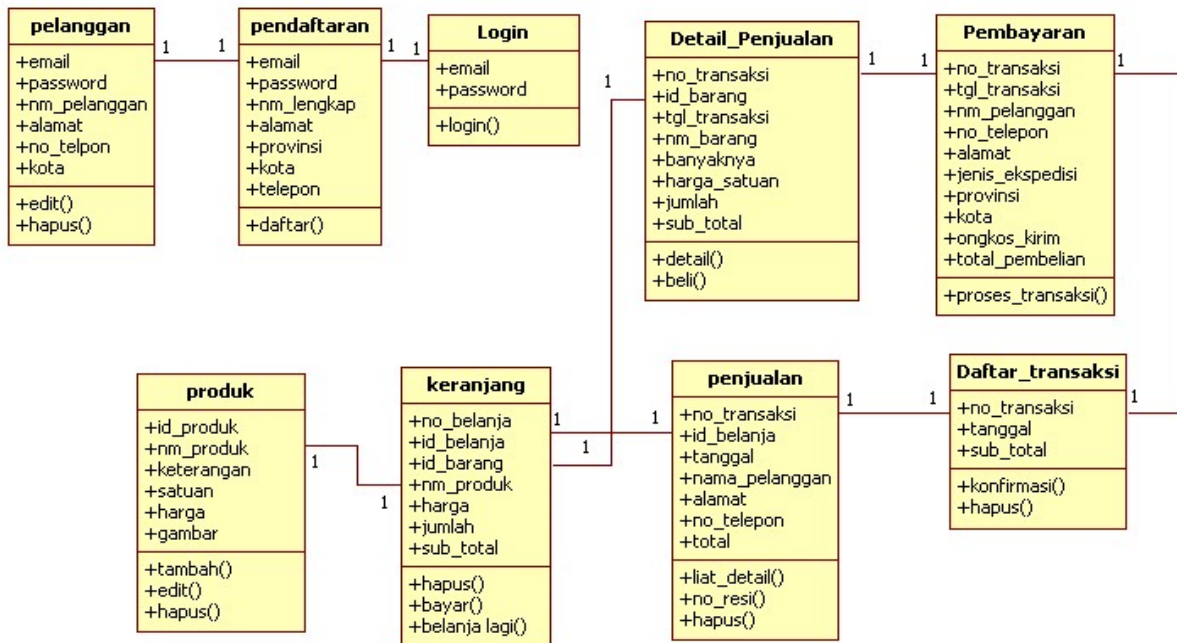 pelanggan
+email
+password
+nm_pelanggan
+alamat
+no_telpon
+kota
+edit()
+hapus()
1
1
pendaftaran
+email
+password
+nm_lengkap
+alamat
+provinsi
+kota
+telepon
+daftar()
1
1
Login
+email
+password
+login()
Detail_Penjualan
+no_transaksi
+id_barang
+tgl_transaksi
+nm_barang
+banyaknya
+harga_satuan
+jumlah
+sub_total
+detail()
+beli()
1
1
1
Pembayaran
+no_transaksi
+tgl_transaksi
+nm_pelanggan
+no_telepon
+alamat
+jenis_ekspedisi
+provinsi
+kota
+ongkos_kirim
+total_pembelian
+proses_transaksi()
1
produk
+id_produk
+nm_produk
+keterangan
+satuan
+harga
+gambar
+tambah()
+edit()
+hapus()
1
1
keranjang
+no_belanja
+id_belanja
+id_barang
+nm_produk
+harga
+jumlah
+sub_total
+hapus()
+bayar()
+belanja lagi()
1
1
1
penjualan
+no_transaksi
+id_belanja
+tanggal
+nama_pelanggan
+alamat
+no_telepon
+total
+liat_detail()
+no_resi()
+hapus()
1
1
Daftar_transaksi
+no_transaksi
+tanggal
+sub_total
+konfirmasi()
+hapus()
1